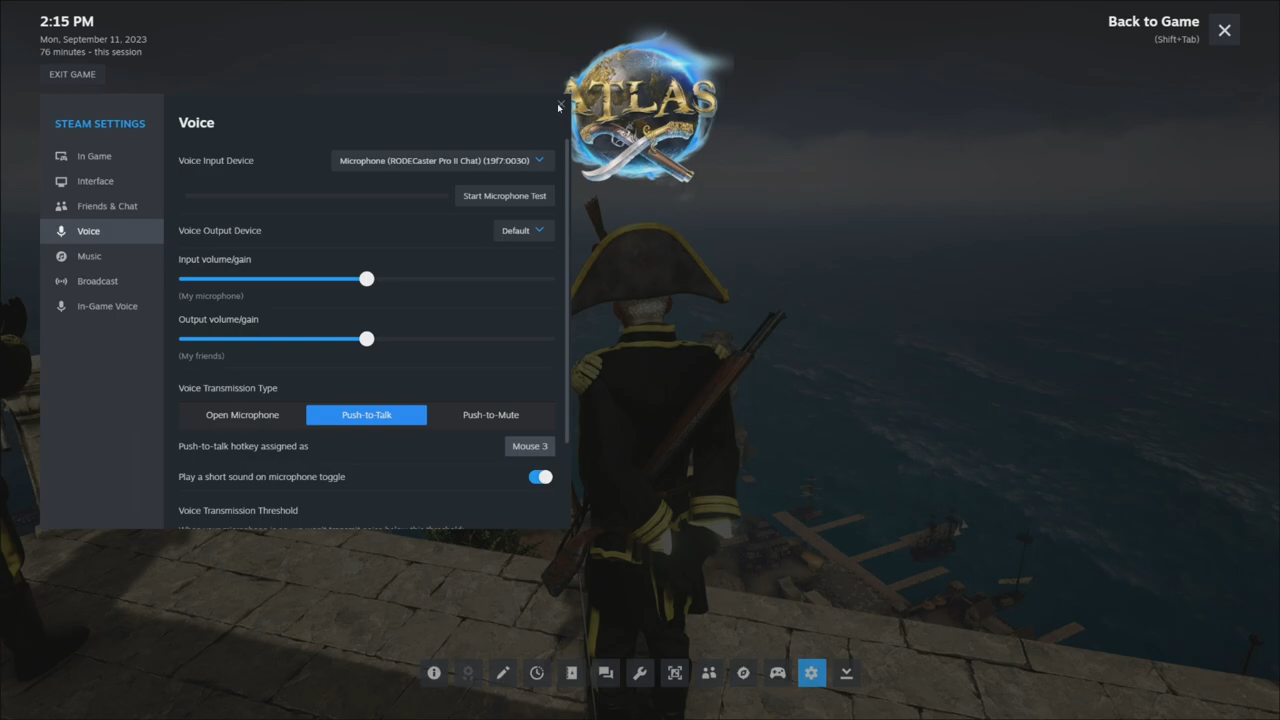 2:15 PM
Mon, September 11, 2023
76 minutes - this session
EXIT GAME
Back to Game
(Shift+Tab)
ATLAS
STEAM SETTINGS
In Game
Interface
Friends & Chat
Voice
Music
Broadcast
In-Game Voice
Voice
Voice Input Device
Microphone (RODECaster Pro II Chat) (19f7:0030)
Start Microphone Test
Voice Output Device
Default
Input volume/gain
(My microphone)
Output volume/gain
(My friends)
Voice Transmission Type
Open Microphone
Push-to-Talk
Push-to-Mute
Push-to-talk hotkey assigned as
Mouse 3
Play a short sound on microphone toggle
Voice Transmission Threshold